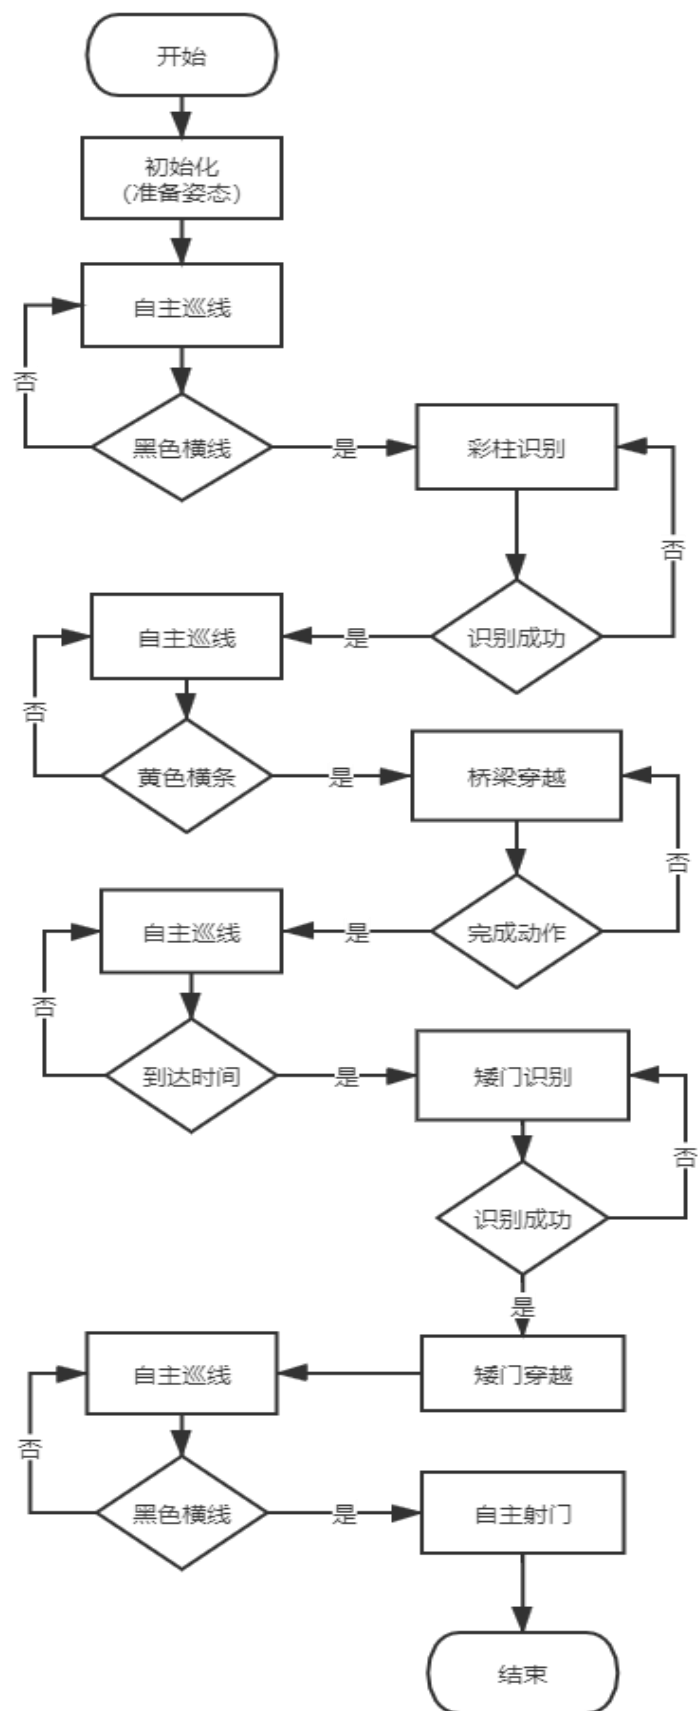 开始
初始化
(准备姿态)
自主巡线
否
黑色横线
是
彩柱识别
否
识别成功
是
自主巡线
否
黄色横条
是
桥梁穿越
否
完成动作
是
自主巡线
否
到达时间
是
矮门识别
否
识别成功
是
矮门穿越
自主巡线
否
黑色横线
是
自主射门
结束